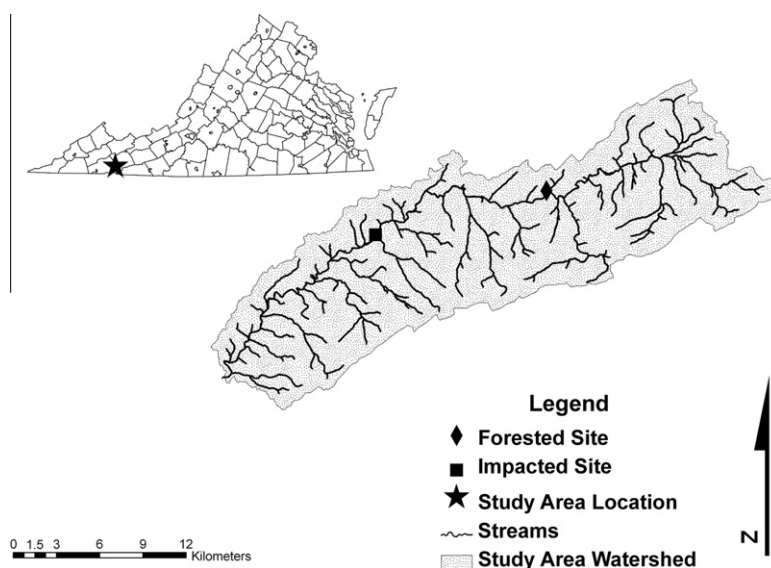 Legend
Forested Site
Impacted Site
Study Area Location
Streams
Study Area Watershed
0 1.5 3 6 9 12
Kilometers
N